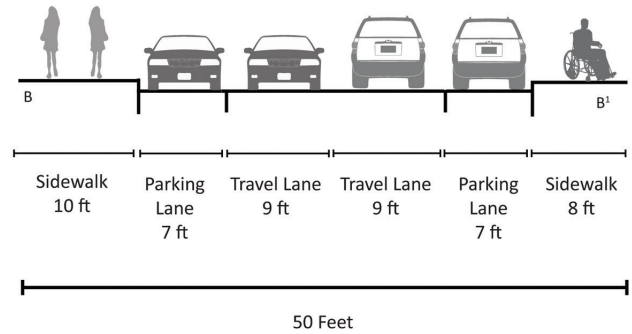 B
B¹
Sidewalk
10 ft
Parking
Lane
7 ft
Travel Lane
9 ft
Travel Lane
9 ft
Parking
Lane
7 ft
Sidewalk
8 ft
50 Feet